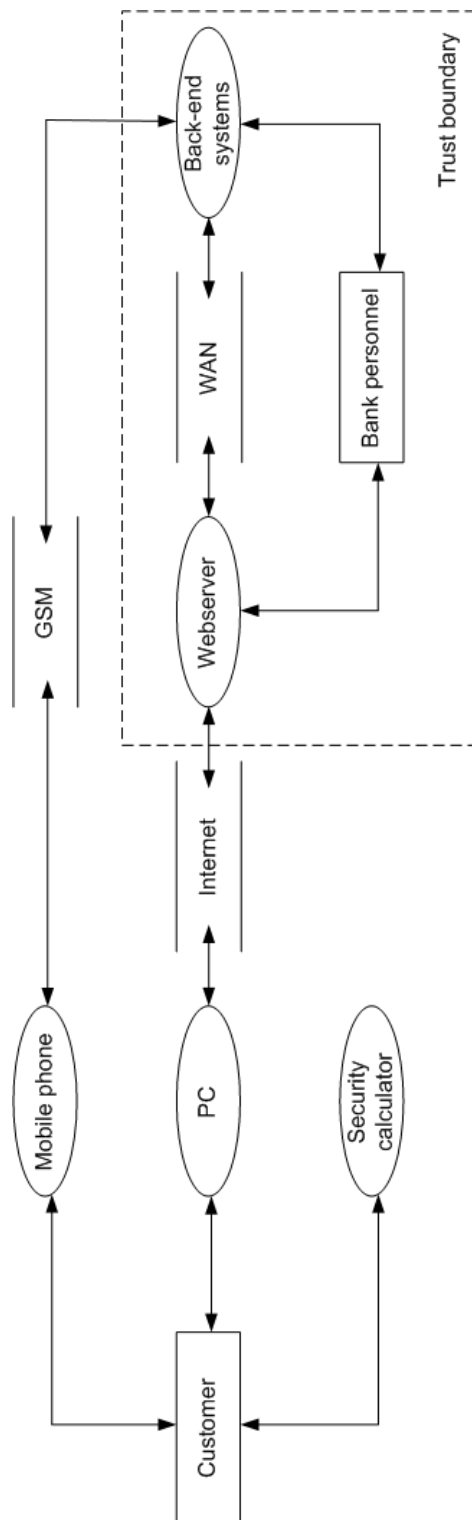 Mobile phone
GSM
Customer
PC
Internet
Webserver
WAN
Back-end
systems
Security
calculator
Bank personnel
Trust boundary